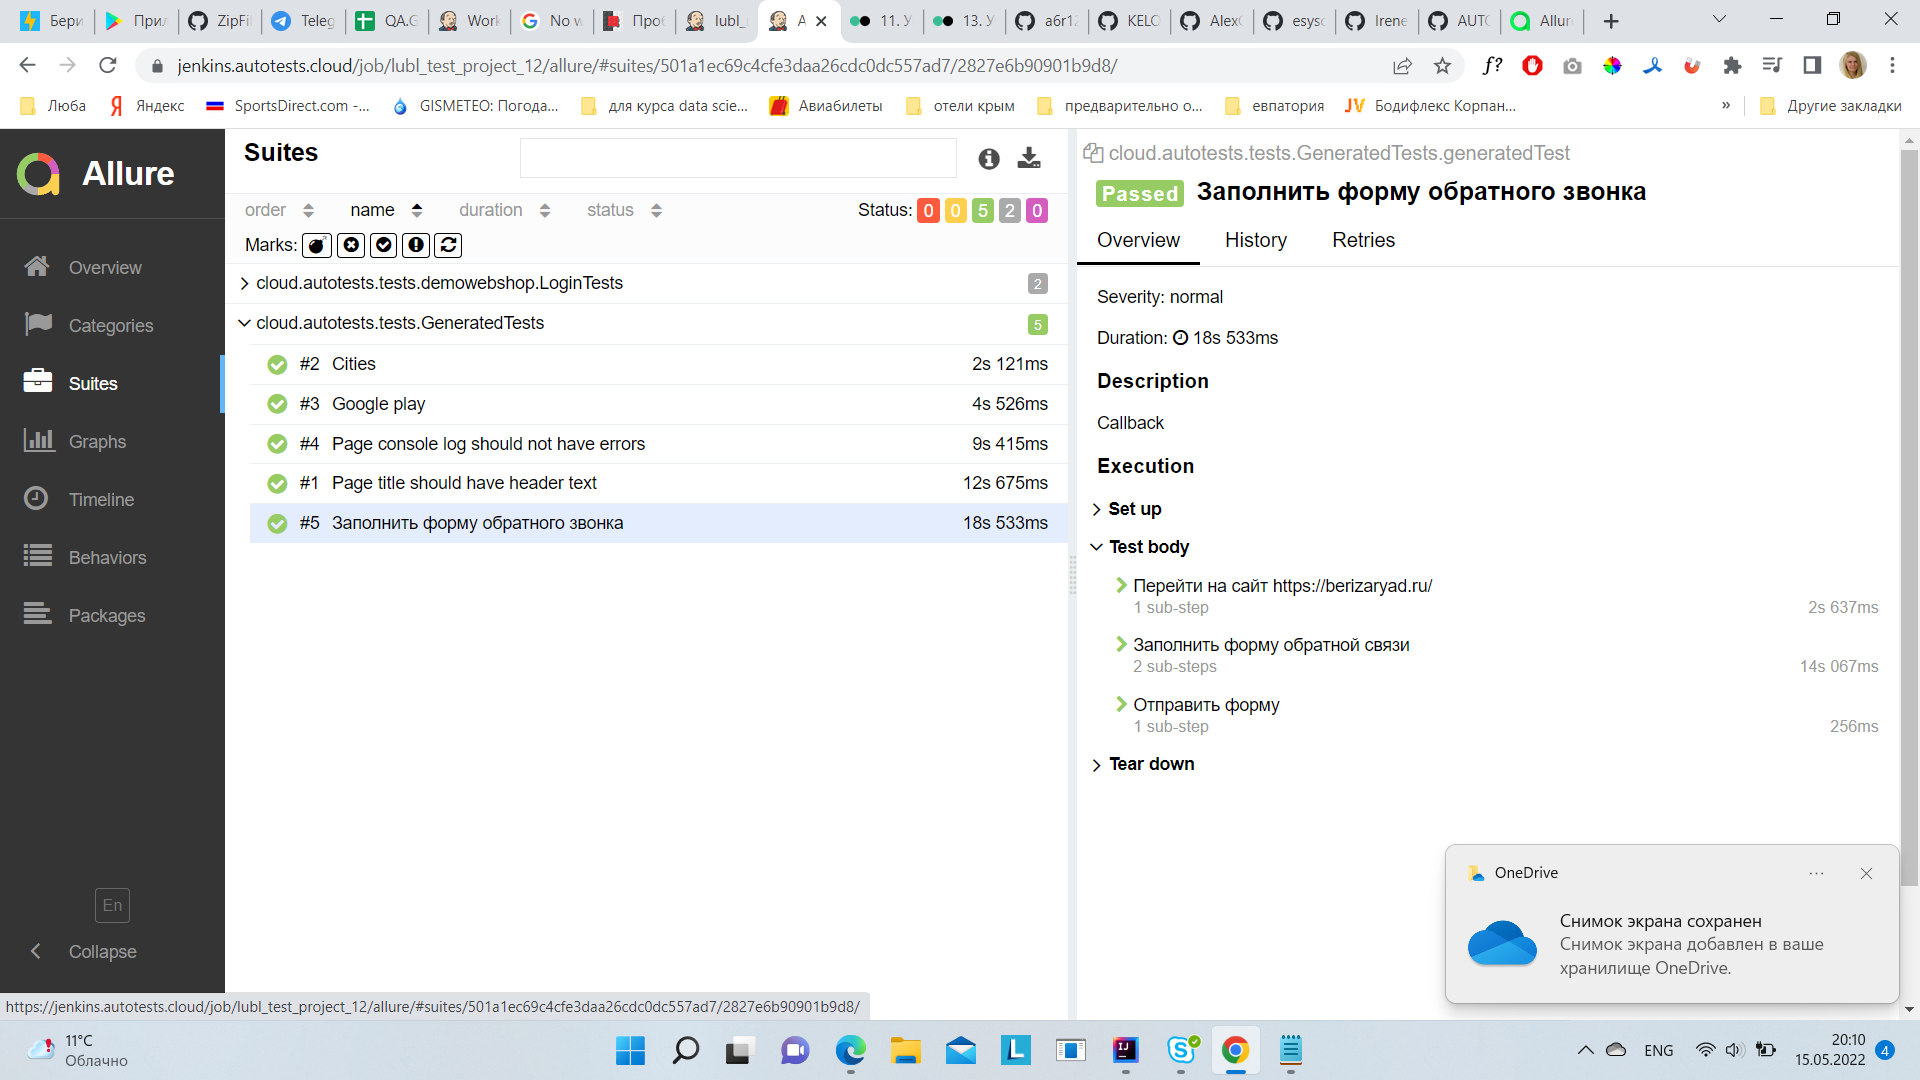 Бери
Прил
ZipFi
Teleg
QA.G
Work
No w
Проб
lubl_
A
11. У
13. У
a6r12
KELO
Alex
esyso
Irene
AUTO
Allur
jenkins.autotests.cloud/job/lubl_test_project_12/allure/#suites/501a1ec69c4cfe3daa26cdc0dc557ad7/2827e6b90901b9d8/
f?
Люба
Яндекс
SportsDirect.com -...
GISMETEO: Погода...
для курса data scie...
Авиабилеты
отели крым
предварительно о...
евпатория
JV Бодифлекс Корпан...
»
Другие закладки
Allure
Overview
Categories
Suites
Graphs
Timeline
Behaviors
Packages
En
Collapse
Suites
order name duration status
Status: 0 0 5 2 0
Marks:
cloud.autotests.tests.demowebshop.LoginTests 2
cloud.autotests.tests.GeneratedTests 5
#2 Cities 2s 121ms
#3 Google play 4s 526ms
#4 Page console log should not have errors 9s 415ms
#1 Page title should have header text 12s 675ms
#5 Заполнить форму обратного звонка 18s 533ms
cloud.autotests.tests.GeneratedTests.generatedTest
Passed Заполнить форму обратного звонка
Overview History Retries
Severity: normal
Duration: 18s 533ms
Description
Callback
Execution
Set up
Test body
Перейти на сайт https://berizaryad.ru/
1 sub-step 2s 637ms
Заполнить форму обратной связи
2 sub-steps 14s 067ms
Отправить форму
1 sub-step 256ms
Tear down
OneDrive
Снимок экрана сохранен
Снимок экрана добавлен в ваше
хранилище OneDrive.
https://jenkins.autotests.cloud/job/lubl_test_project_12/allure/#suites/501a1ec69c4cfe3daa26cdc0dc557ad7/2827e6b90901b9d8/
11°C
Облачно
L
IJ
S
ENG
20:10
15.05.2022
4